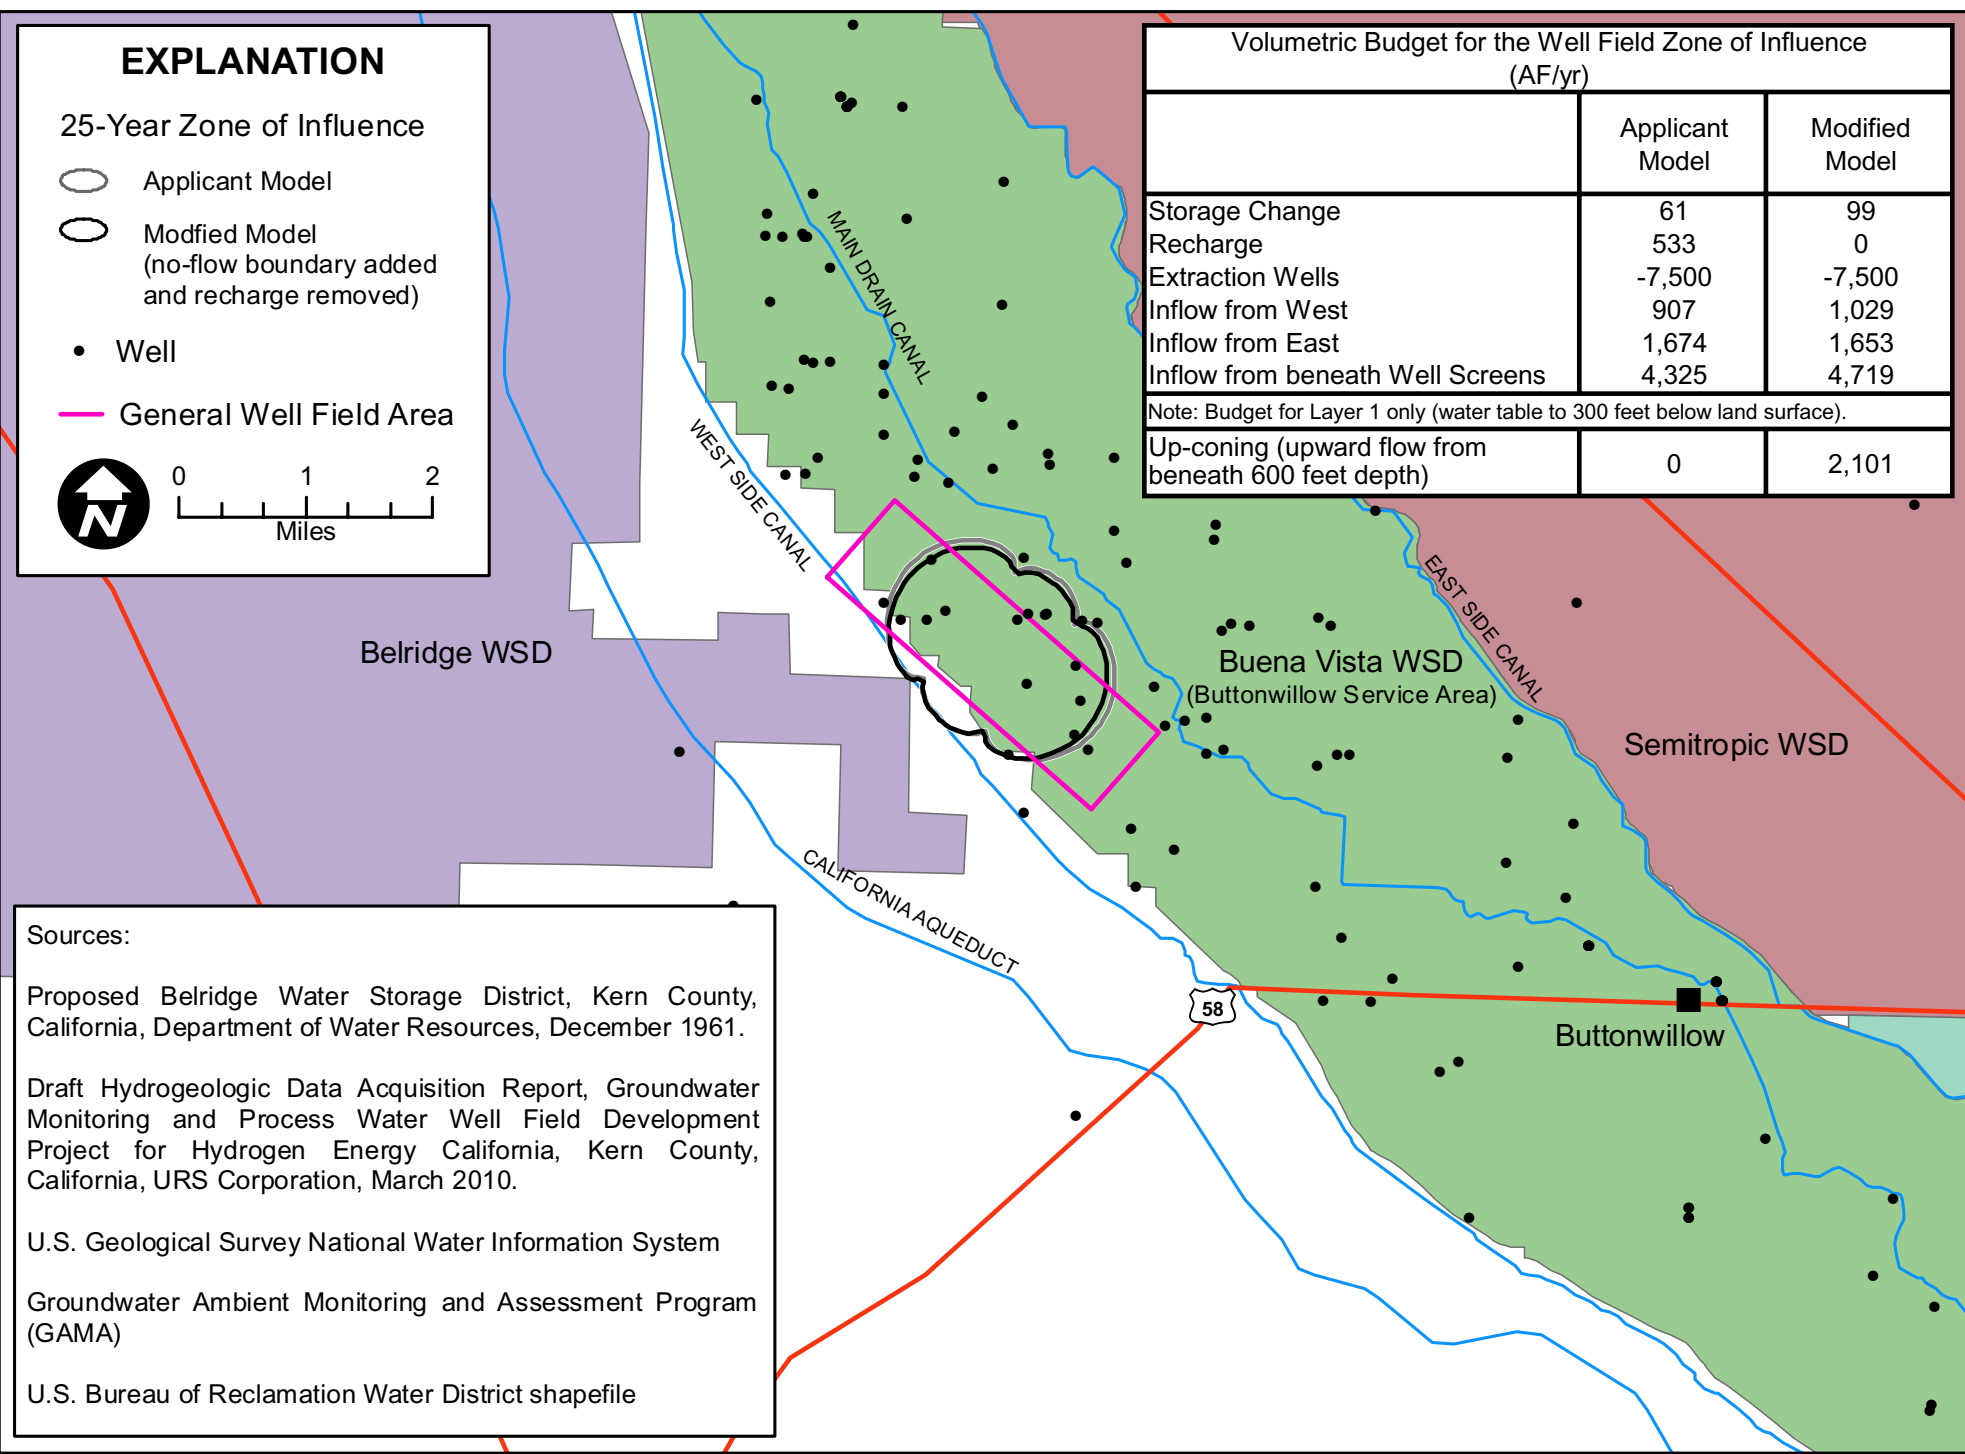 EXPLANATION
25-Year Zone of Influence
Applicant Model
Modfied Model
(no-flow boundary added
and recharge removed)
Well
General Well Field Area
N
0 1 2
Miles
Volumetric Budget for the Well Field Zone of Influence
(AF/yr)
Applicant Model Modified Model
Storage Change 61 99
Recharge 533 0
Extraction Wells -7,500 -7,500
Inflow from West 907 1,029
Inflow from East 1,674 1,653
Inflow from beneath Well Screens 4,325 4,719
Note: Budget for Layer 1 only (water table to 300 feet below land surface).
Up-coning (upward flow from
beneath 600 feet depth) 0 2,101
MAIN DRAIN CANAL
WEST SIDE CANAL
EAST SIDE CANAL
Belridge WSD
Buena Vista WSD
(Buttonwillow Service Area)
Semitropic WSD
CALIFORNIA AQUEDUCT
58
Buttonwillow
Sources:
Proposed Belridge Water Storage District, Kern County,
California, Department of Water Resources, December 1961.
Draft Hydrogeologic Data Acquisition Report, Groundwater
Monitoring and Process Water Well Field Development
Project for Hydrogen Energy California, Kern County,
California, URS Corporation, March 2010.
U.S. Geological Survey National Water Information System
Groundwater Ambient Monitoring and Assessment Program
(GAMA)
U.S. Bureau of Reclamation Water District shapefile